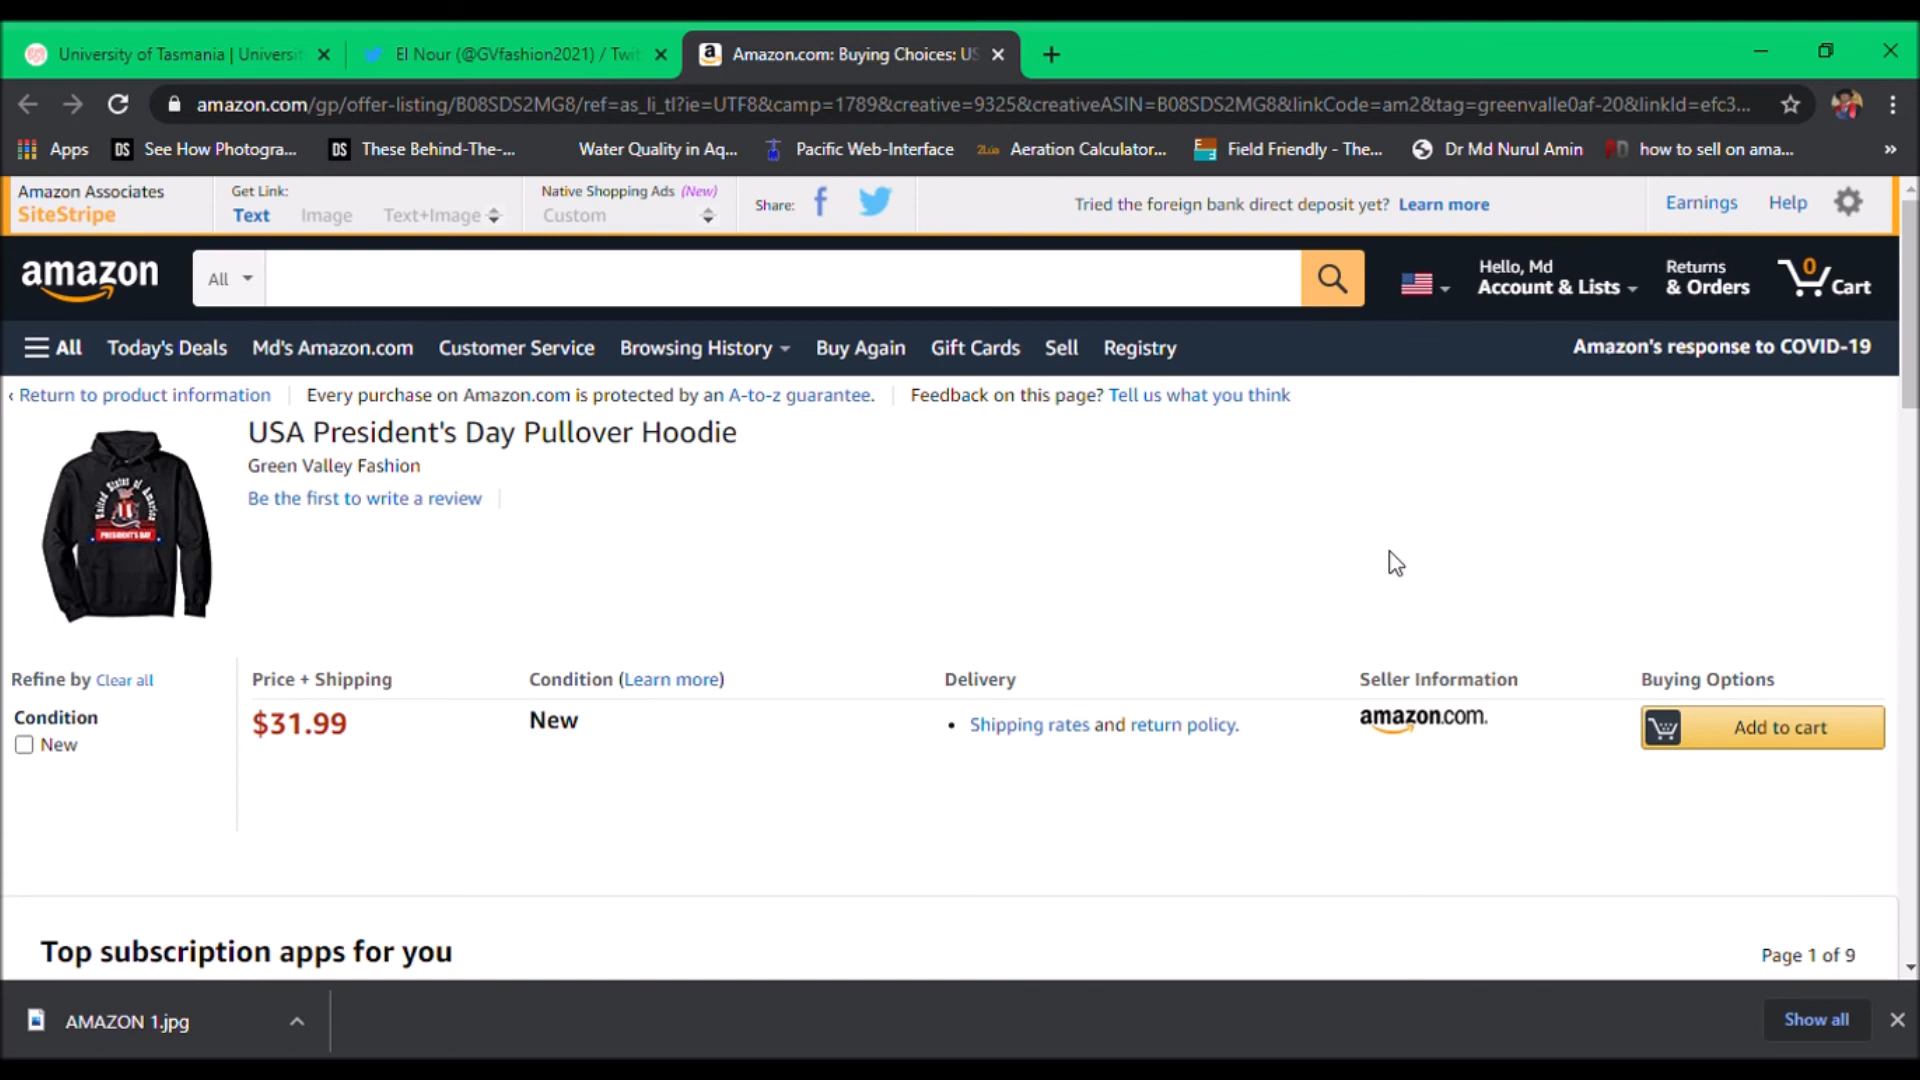 University of Tasmania | Universit
El Nour (@GVfashion2021) / Twit
Amazon.com: Buying Choices: US
amazon.com/gp/offer-listing/B08SDS2MG8/ref=as_li_tl?ie=UTF8&camp=1789&creative=9325&creativeASIN=B08SDS2MG8&linkCode=am2&tag=greenvalle0af-20&linkId=efc3...
Apps
DS See How Photogra...
DS These Behind-The-...
Water Quality in Aq...
Pacific Web-Interface
Aeration Calculator...
Field Friendly - The...
Dr Md Nurul Amin
how to sell on ama...
»
Amazon Associates
SiteStripe
Get Link:
Text Image Text+Image
Native Shopping Ads (New)
Custom
Share:
Tried the foreign bank direct deposit yet? Learn more
Earnings Help
amazon
All
Hello, Md
Account & Lists
Returns
& Orders
0
Cart
All Today's Deals Md's Amazon.com Customer Service Browsing History Buy Again Gift Cards Sell Registry
Amazon's response to COVID-19
‹ Return to product information
Every purchase on Amazon.com is protected by an A-to-z guarantee.
Feedback on this page? Tell us what you think
USA President's Day Pullover Hoodie
Green Valley Fashion
Be the first to write a review
United States of America
PRESIDENT'S DAY
Refine by Clear all
Condition
New
Price + Shipping
Condition (Learn more)
Delivery
Seller Information
Buying Options
$31.99
New
• Shipping rates and return policy.
amazon.com.
Add to cart
Top subscription apps for you
Page 1 of 9
AMAZON 1.jpg
Show all